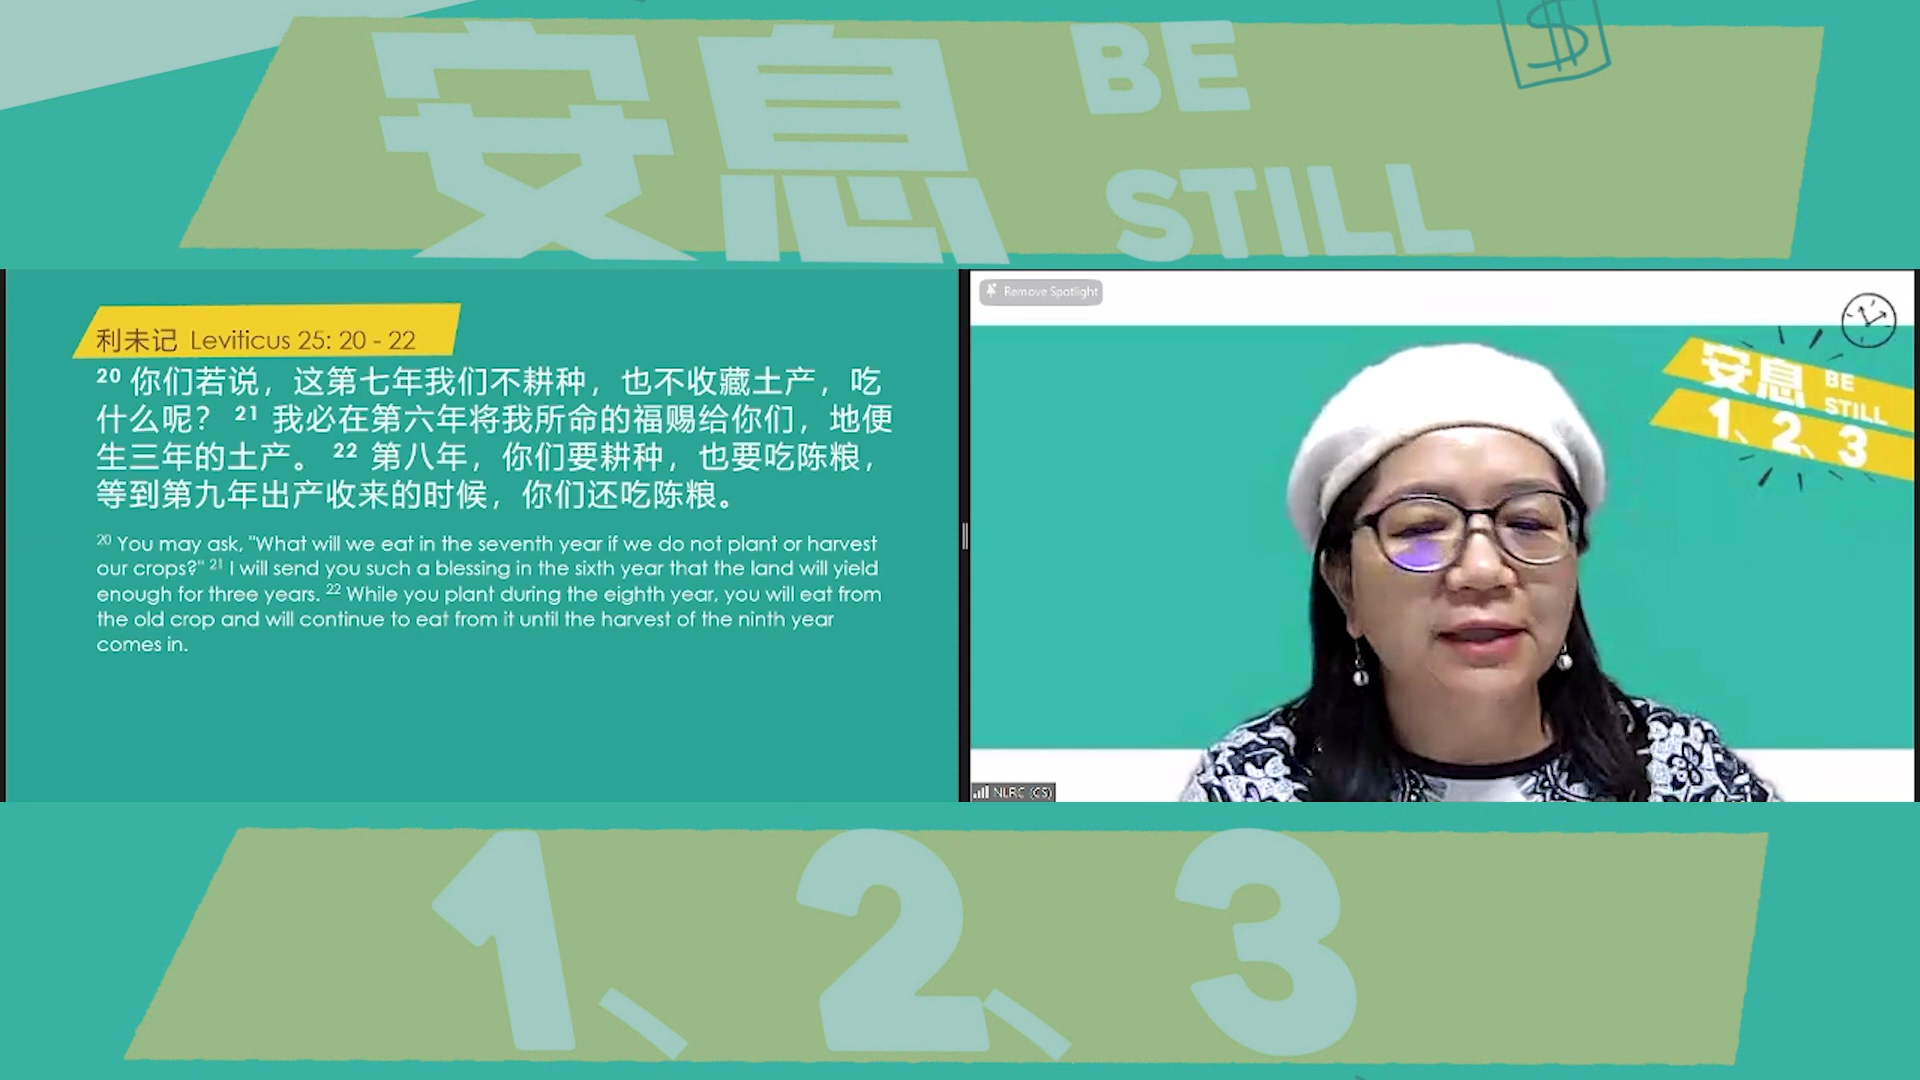 安息 BE
STILL
利未记 Leviticus 25: 20 - 22
20 你们若说，这第七年我们不耕种，也不收藏土产，吃
什么呢？ 21 我必在第六年将我所命的福赐给你们，地便
生三年的土产。 22 第八年，你们要耕种，也要吃陈粮，
等到第九年出产收来的时候，你们还吃陈粮。
20 You may ask, "What will we eat in the seventh year if we do not plant or harvest
our crops?" 21 I will send you such a blessing in the sixth year that the land will yield
enough for three years. 22 While you plant during the eighth year, you will eat from
the old crop and will continue to eat from it until the harvest of the ninth year
comes in.
Remove Spotlight
安息 BE
STILL
1、2、3
NLRC (CS)
1、2、3